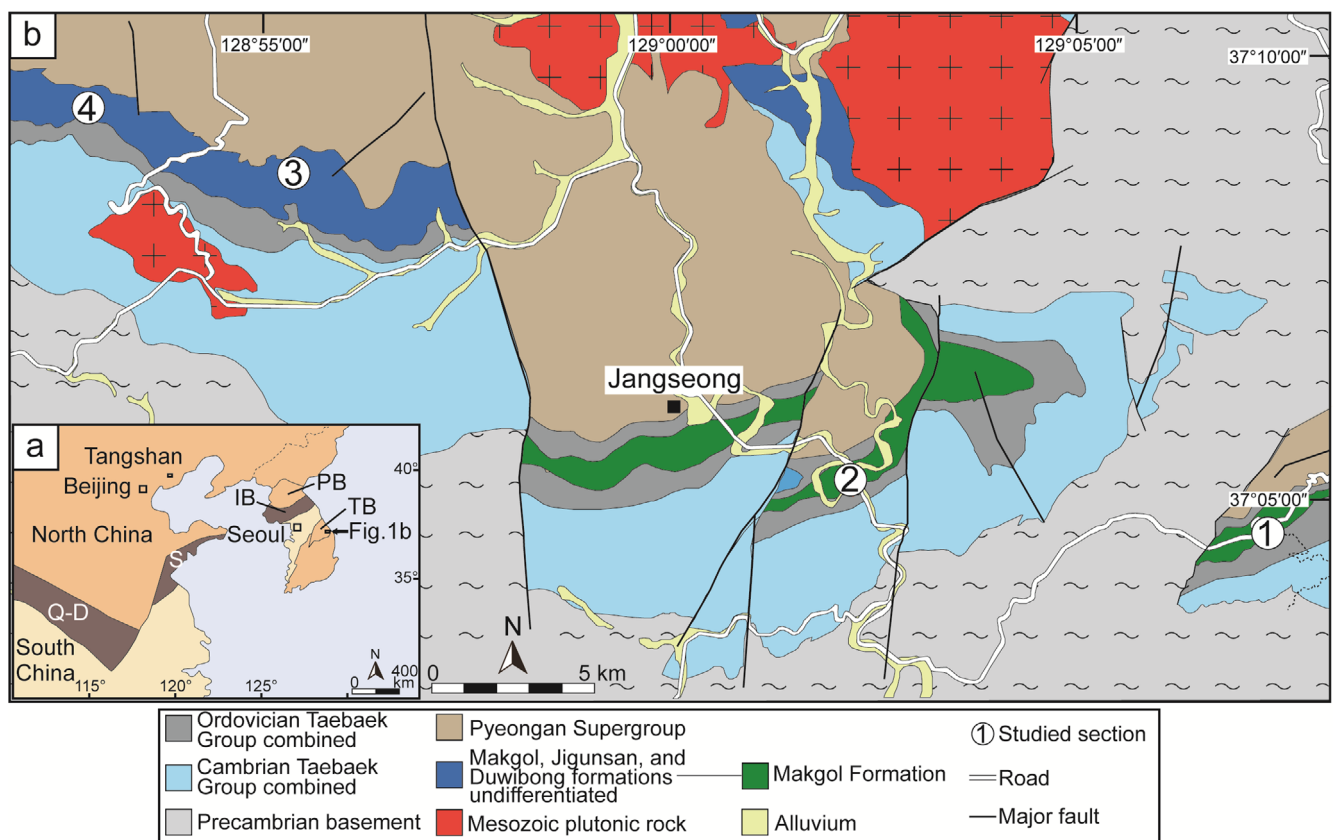 b
128°55′00″
129°00′00″
129°05′00″
37°10′00″
4
3
Jangseong
2
37°05′00″
1
N
0 5 km
a
Tangshan
Beijing
North China
IB
PB
TB
Seoul
Fig.1b
S
Q-D
South
China
40°
35°
N
0 400
km
115° 120° 125°
Ordovician Taebaek
Group combined
Cambrian Taebaek
Group combined
Precambrian basement
Pyeongan Supergroup
Makgol, Jigunsan, and
Duwibong formations
undifferentiated
Mesozoic plutonic rock
Makgol Formation
Alluvium
1 Studied section
Road
Major fault